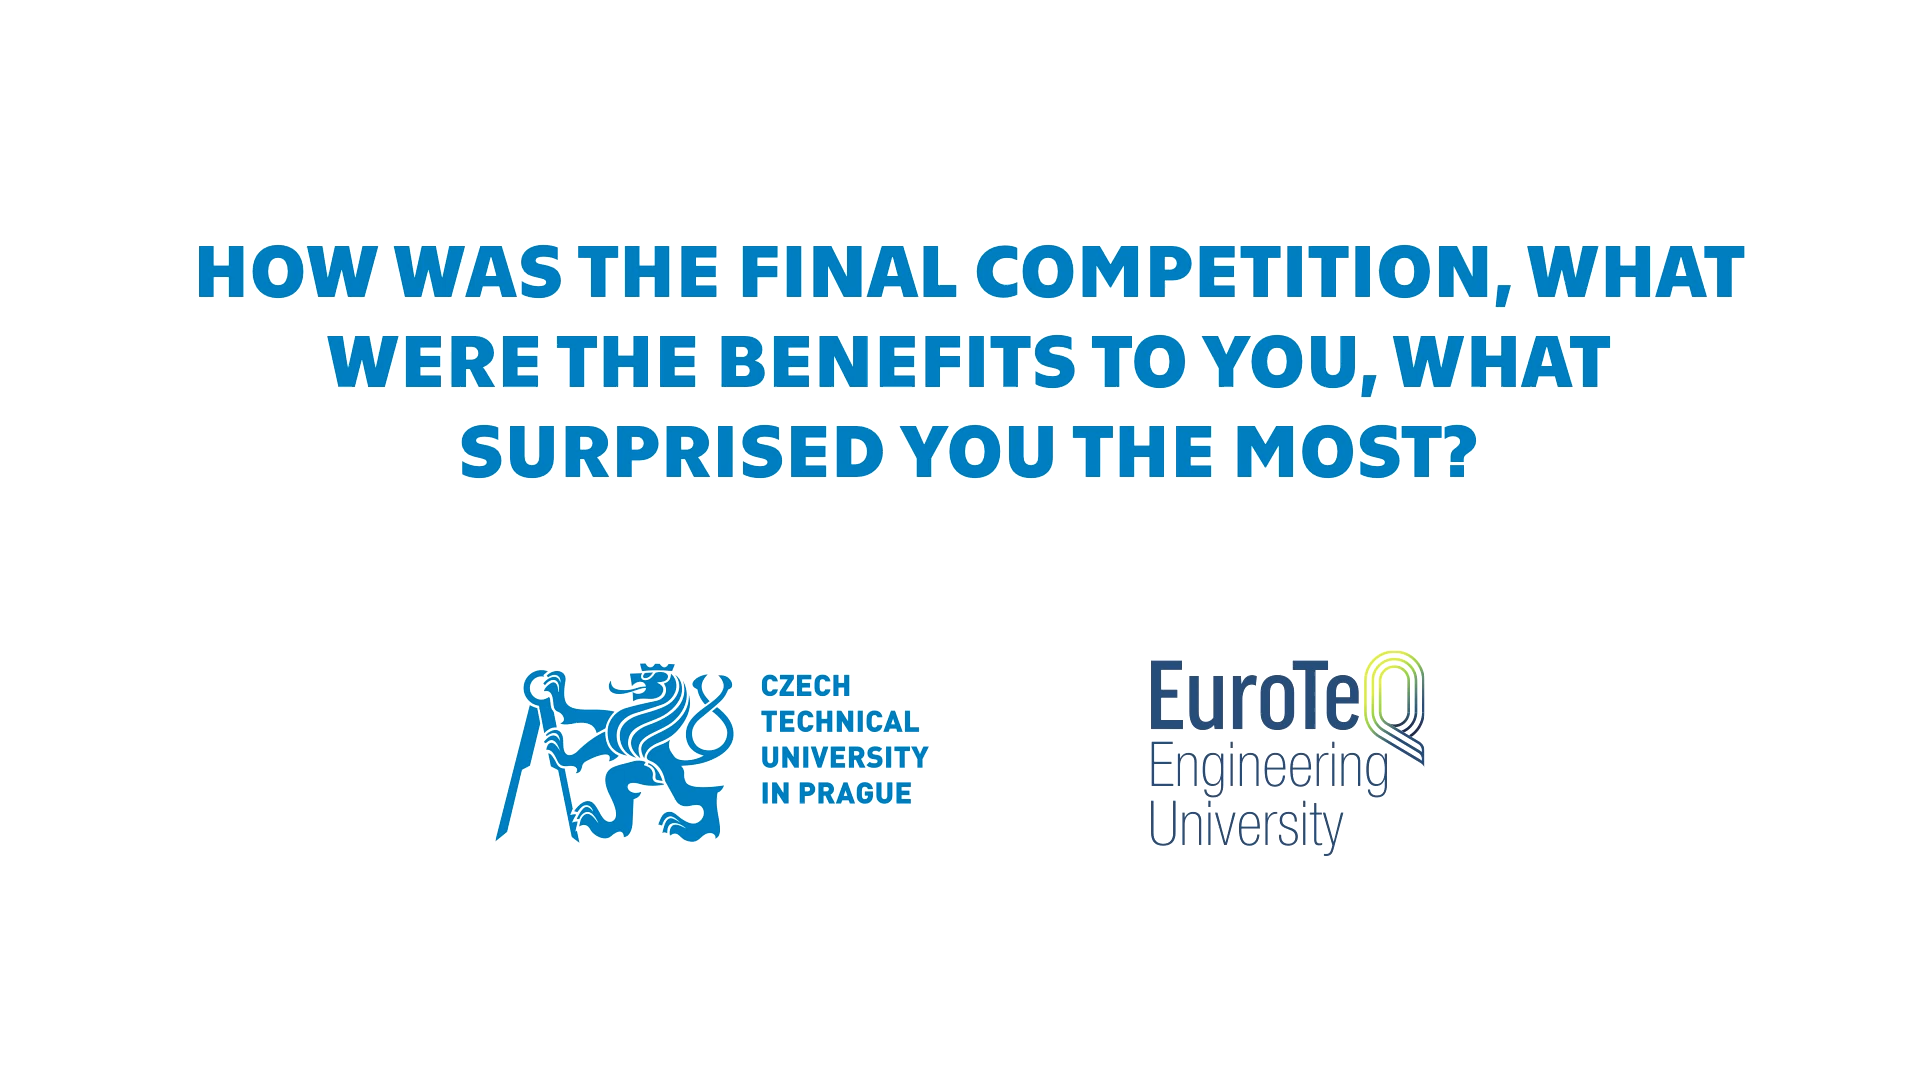 HOW WAS THE FINAL COMPETITION, WHAT
WERE THE BENEFITS TO YOU, WHAT
SURPRISED YOU THE MOST?
CZECH
TECHNICAL
UNIVERSITY
IN PRAGUE
EuroTeQ
Engineering
University